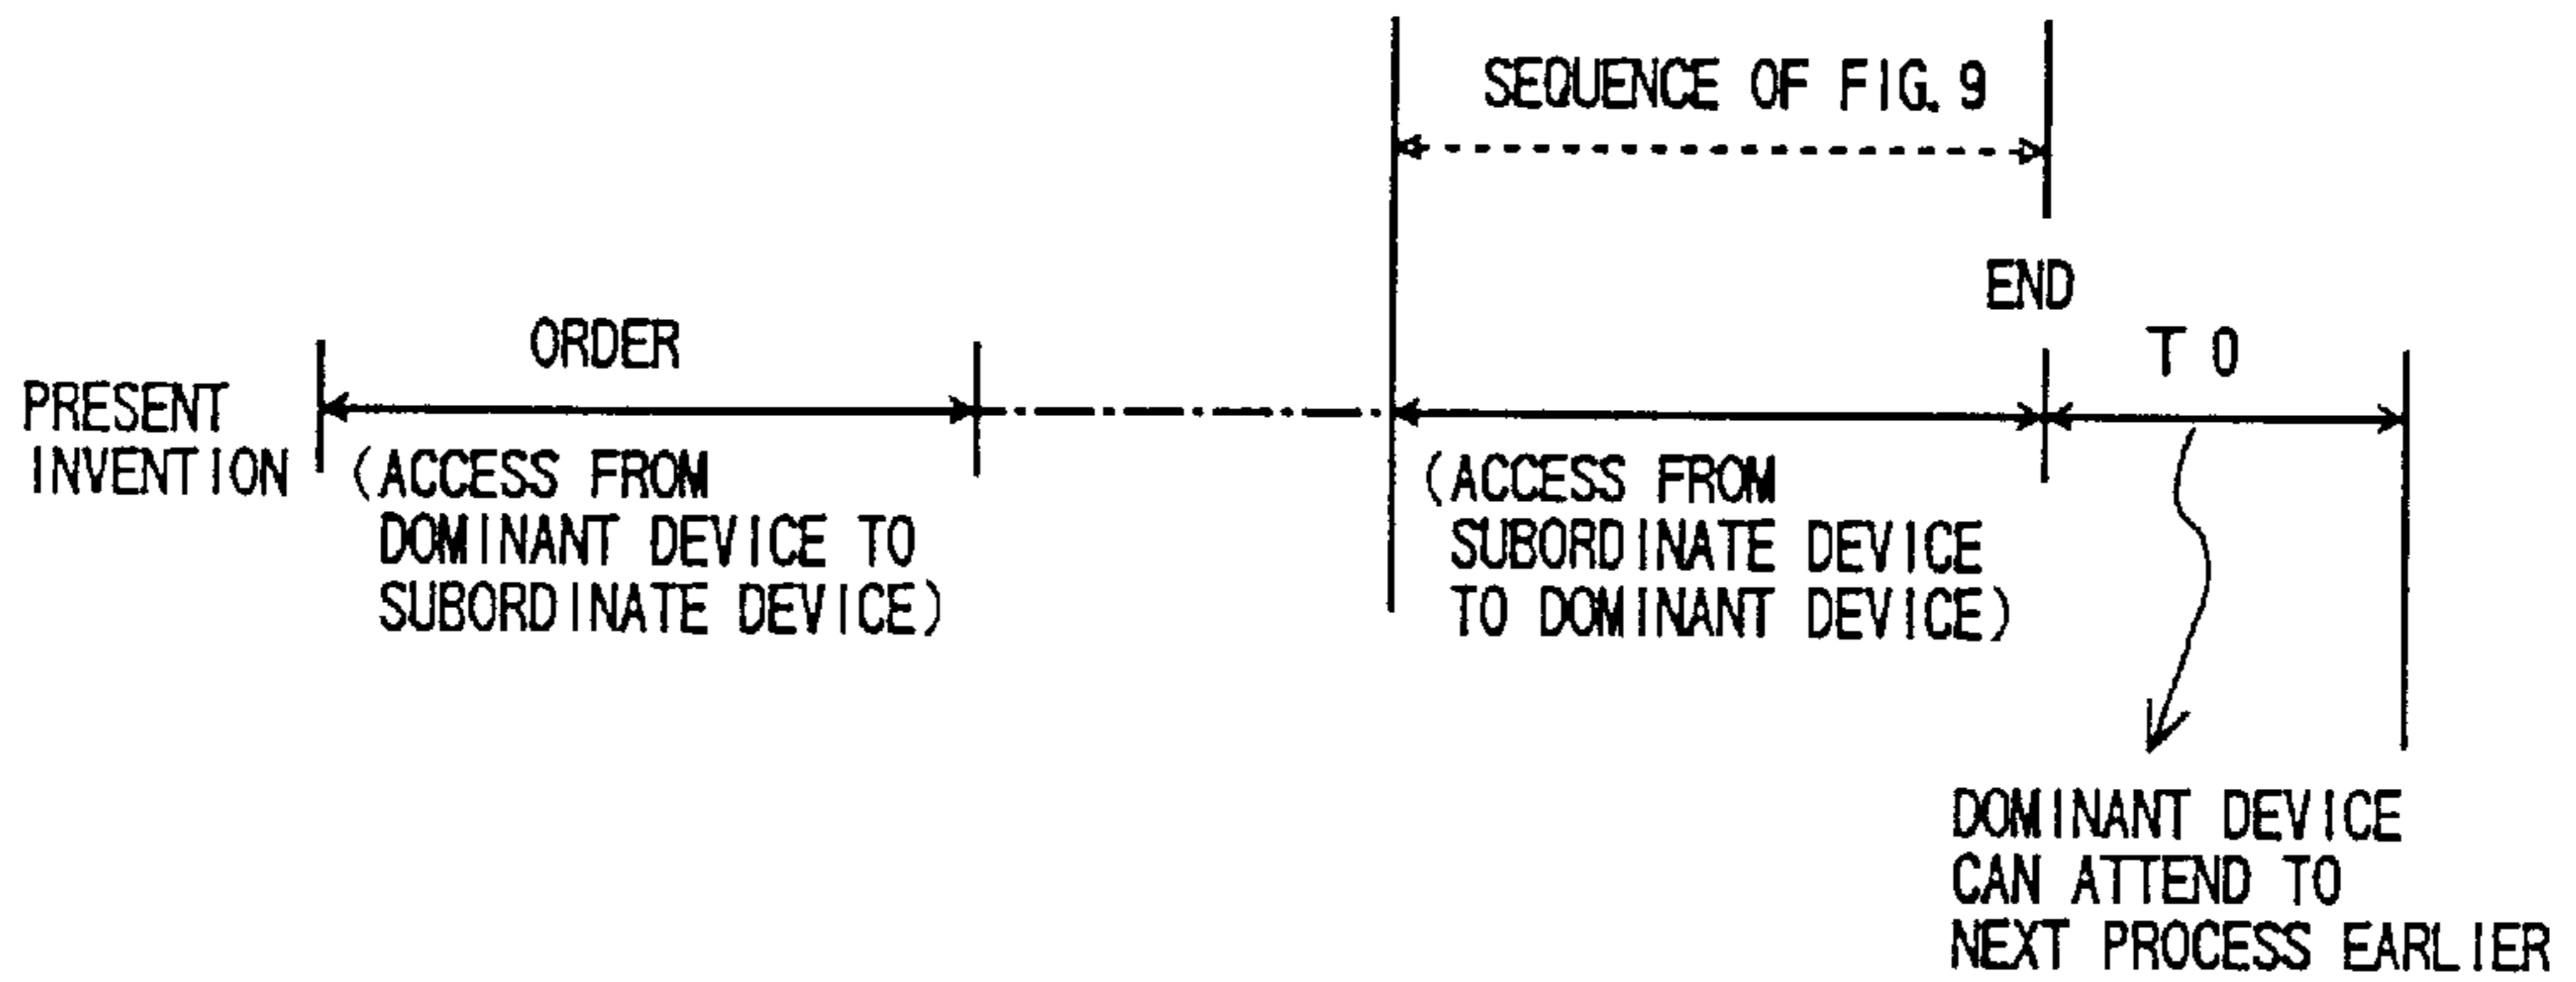 SEQUENCE OF FIG. 9
END
ORDER
T 0
PRESENT
INVENTION
(ACCESS FROM
DOMINANT DEVICE TO
SUBORDINATE DEVICE)
(ACCESS FROM
SUBORDINATE DEVICE
TO DOMINANT DEVICE)
DOMINANT DEVICE
CAN ATTEND TO
NEXT PROCESS EARLIER